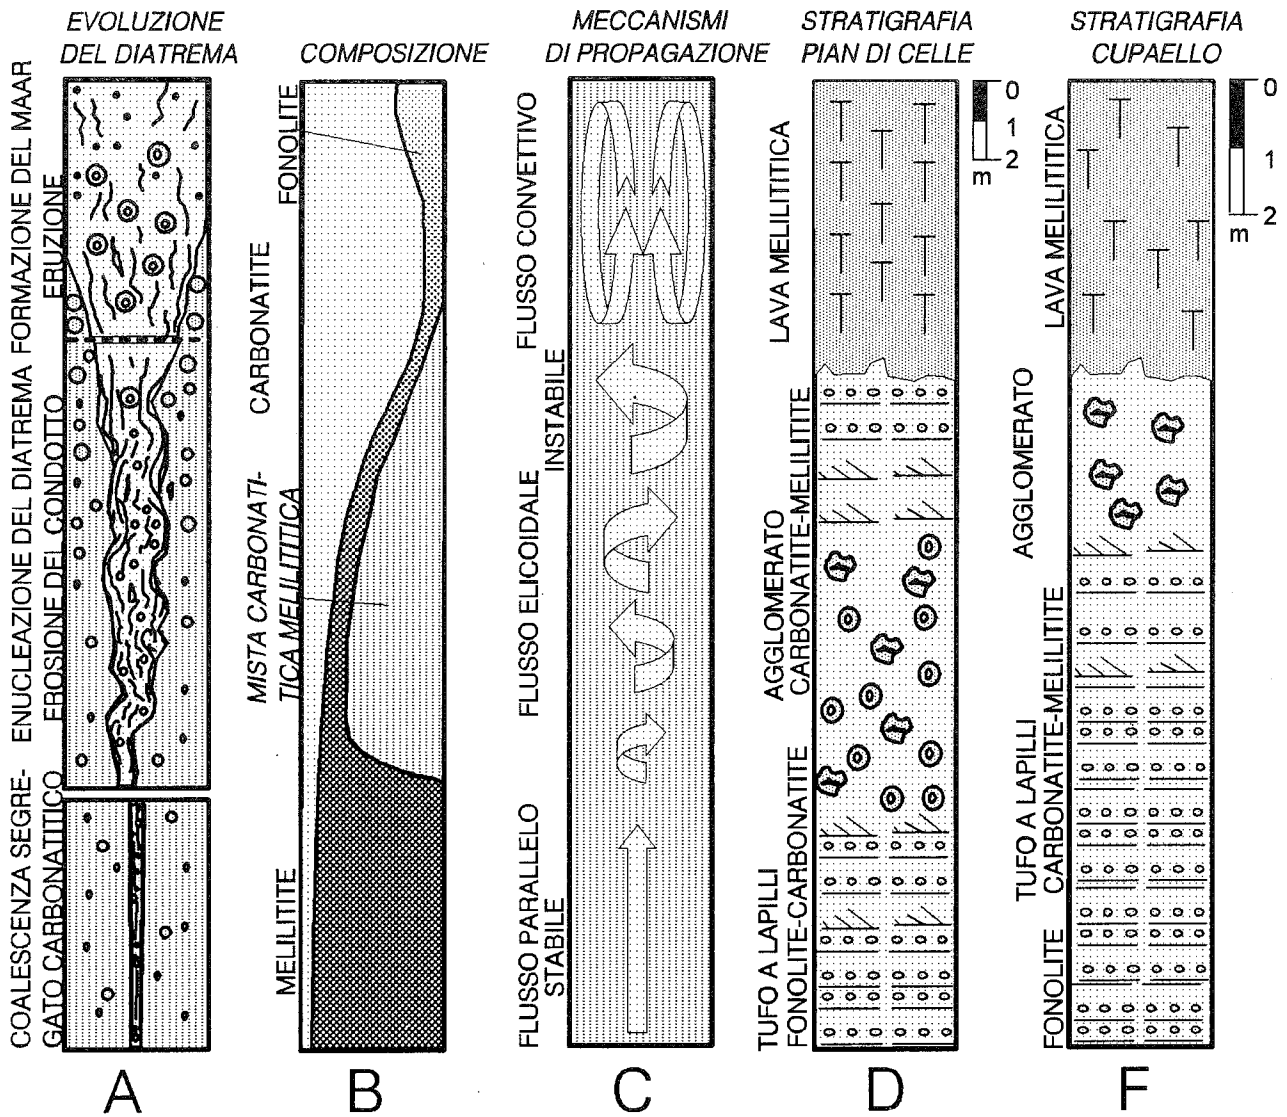 EVOLUZIONE
DEL DIATREMA
COMPOSIZIONE
MECCANISMI
DI PROPAGAZIONE
STRATIGRAFIA
PIAN DI CELLE
STRATIGRAFIA
CUPAELLO
COALESCENZA SEGRE-
GATO CARBONATITICO
ENUCLEAZIONE DEL DIATREMA
EROSIONE DEL CONDOTTO
FORMAZIONE DEL MAAR
ERUZIONE
MELILITITE
MISTA CARBONATI-
TICA MELILITITICA
CARBONATITE
FONOLITE
FLUSSO PARALLELO
STABILE
FLUSSO ELICOIDALE
INSTABILE
FLUSSO CONVETTIVO
TUFO A LAPILLI
FONOLITE-CARBONATITE
AGGLOMERATO
CARBONATITE-MELILITITE
LAVA MELILITITICA
0
1
2
m
FONOLITE
TUFO A LAPILLI
CARBONATITE-MELILITITE
AGGLOMERATO
LAVA MELILITITICA
0
1
2
m
A
B
C
D
F